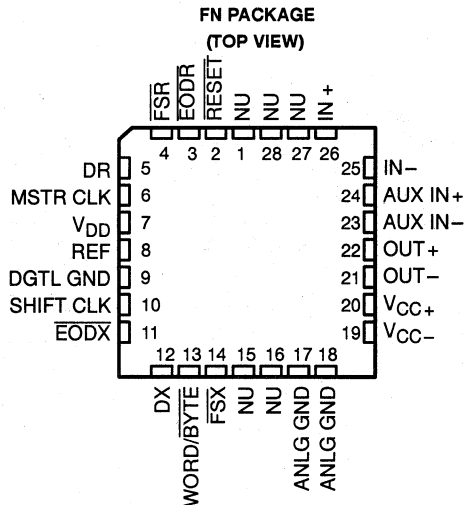 FN PACKAGE
(TOP VIEW)
FSR
EODR
RESET
NU
NU
NU
IN +
4 3 2 1 28 27 26
DR 5
MSTR CLK 6
VDD 7
REF 8
DGTL GND 9
SHIFT CLK 10
EODX 11
25 IN–
24 AUX IN+
23 AUX IN–
22 OUT+
21 OUT–
20 VCC+
19 VCC–
12 13 14 15 16 17 18
DX
WORD/BYTE
FSX
NU
NU
ANLG GND
ANLG GND